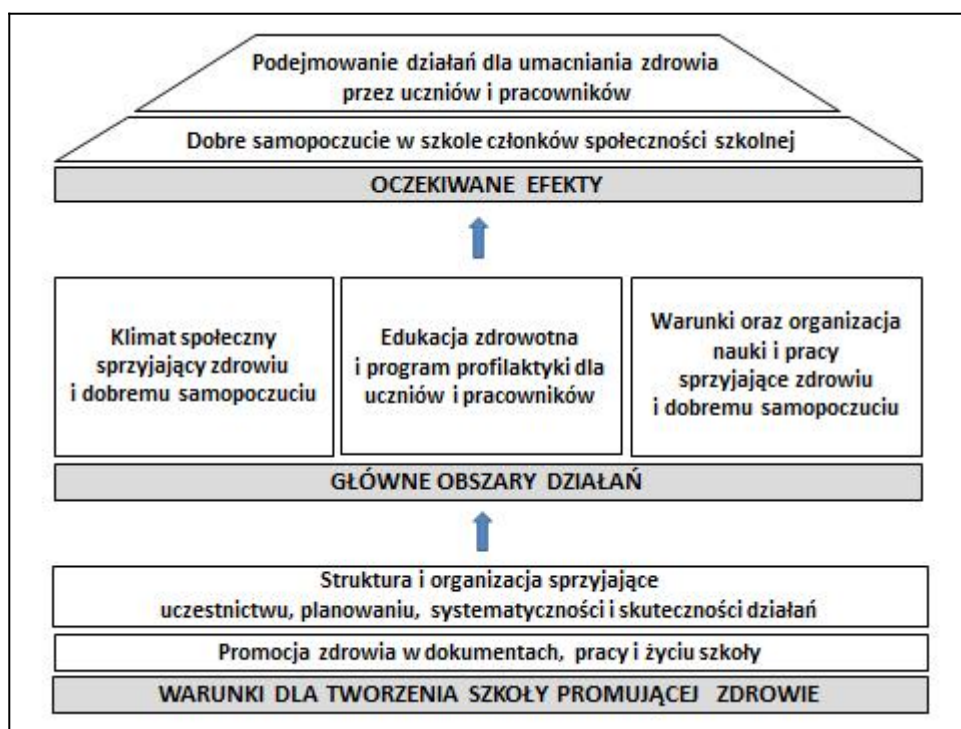 Podejmowanie działań dla umacniania zdrowia
przez uczniów i pracowników
Dobre samopoczucie w szkole członków społeczności szkolnej
OCZEKIWANE EFEKTY
Klimat społeczny
sprzyjający zdrowiu
i dobremu samopoczuciu
Edukacja zdrowotna
i program profilaktyki dla
uczniów i pracowników
Warunki oraz organizacja
nauki i pracy
sprzyjające zdrowiu
i dobremu samopoczuciu
GŁÓWNE OBSZARY DZIAŁAŃ
Struktura i organizacja sprzyjające
uczestnictwu, planowaniu, systematyczności i skuteczności działań
Promocja zdrowia w dokumentach, pracy i życiu szkoły
WARUNKI DLA TWORZENIA SZKOŁY PROMUJĄCEJ ZDROWIE